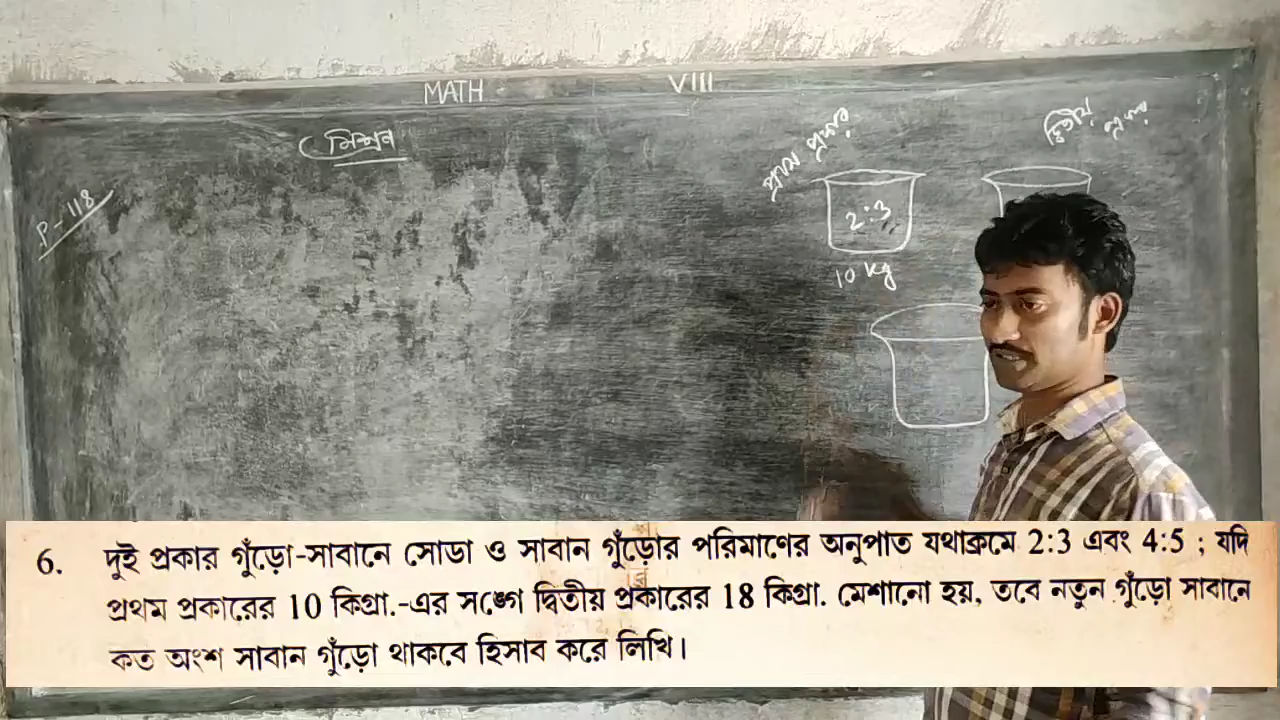 MATH VIII
মিশ্রন
P-118
প্রথম প্রকার
দ্বিতীয় প্রকার
2:3
10 kg
6. দুই প্রকার গুঁড়ো-সাবানে সোডা ও সাবান গুঁড়োর পরিমাণের অনুপাত যথাক্রমে 2:3 এবং 4:5 ; যদি
প্রথম প্রকারের 10 কিগ্রা.-এর সঙ্গে দ্বিতীয় প্রকারের 18 কিগ্রা. মেশানো হয়, তবে নতুন গুঁড়ো সাবানে
কত অংশ সাবান গুঁড়ো থাকবে হিসাব করে লিখি।